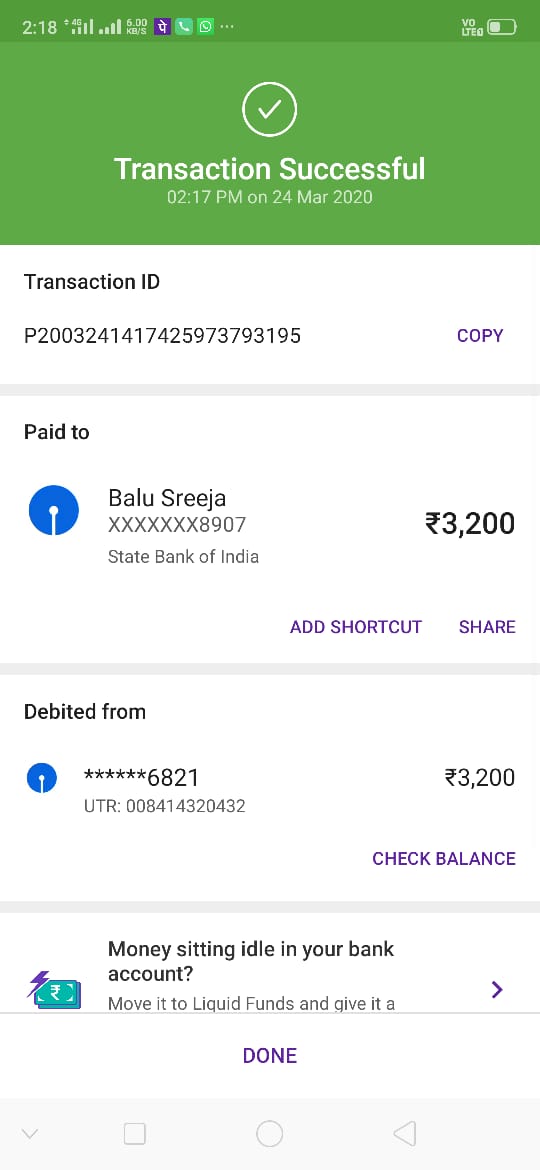 2:18 4G 6.00 KB/S पे ... VO LTE
Transaction Successful
02:17 PM on 24 Mar 2020
Transaction ID
P2003241417425973793195 COPY
Paid to
Balu Sreeja
XXXXXXX8907 ₹3,200
State Bank of India
ADD SHORTCUT SHARE
Debited from
******6821 ₹3,200
UTR: 008414320432
CHECK BALANCE
Money sitting idle in your bank
account?
₹
Move it to Liquid Funds and give it a
DONE